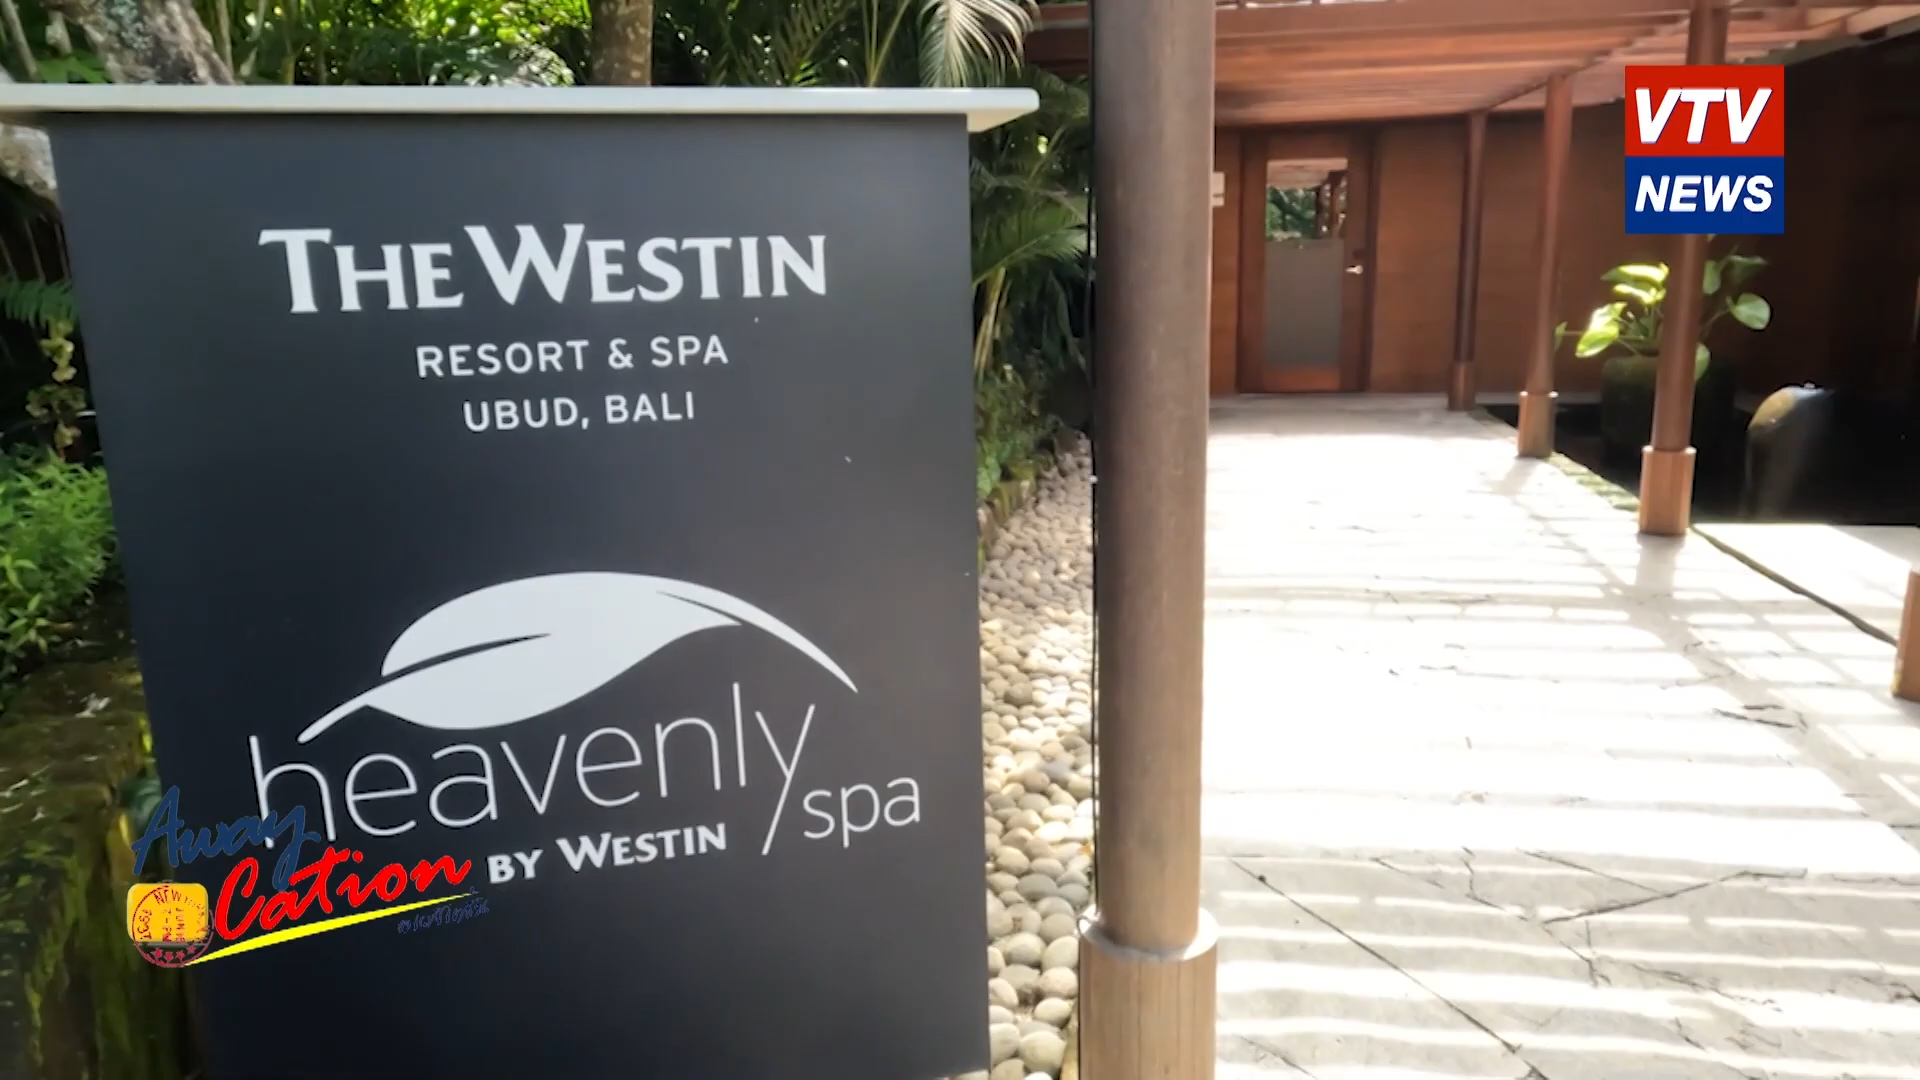 THE WESTIN
RESORT & SPA
UBUD, BALI
heavenly spa
BY WESTIN
VTV
NEWS
Away
Cation